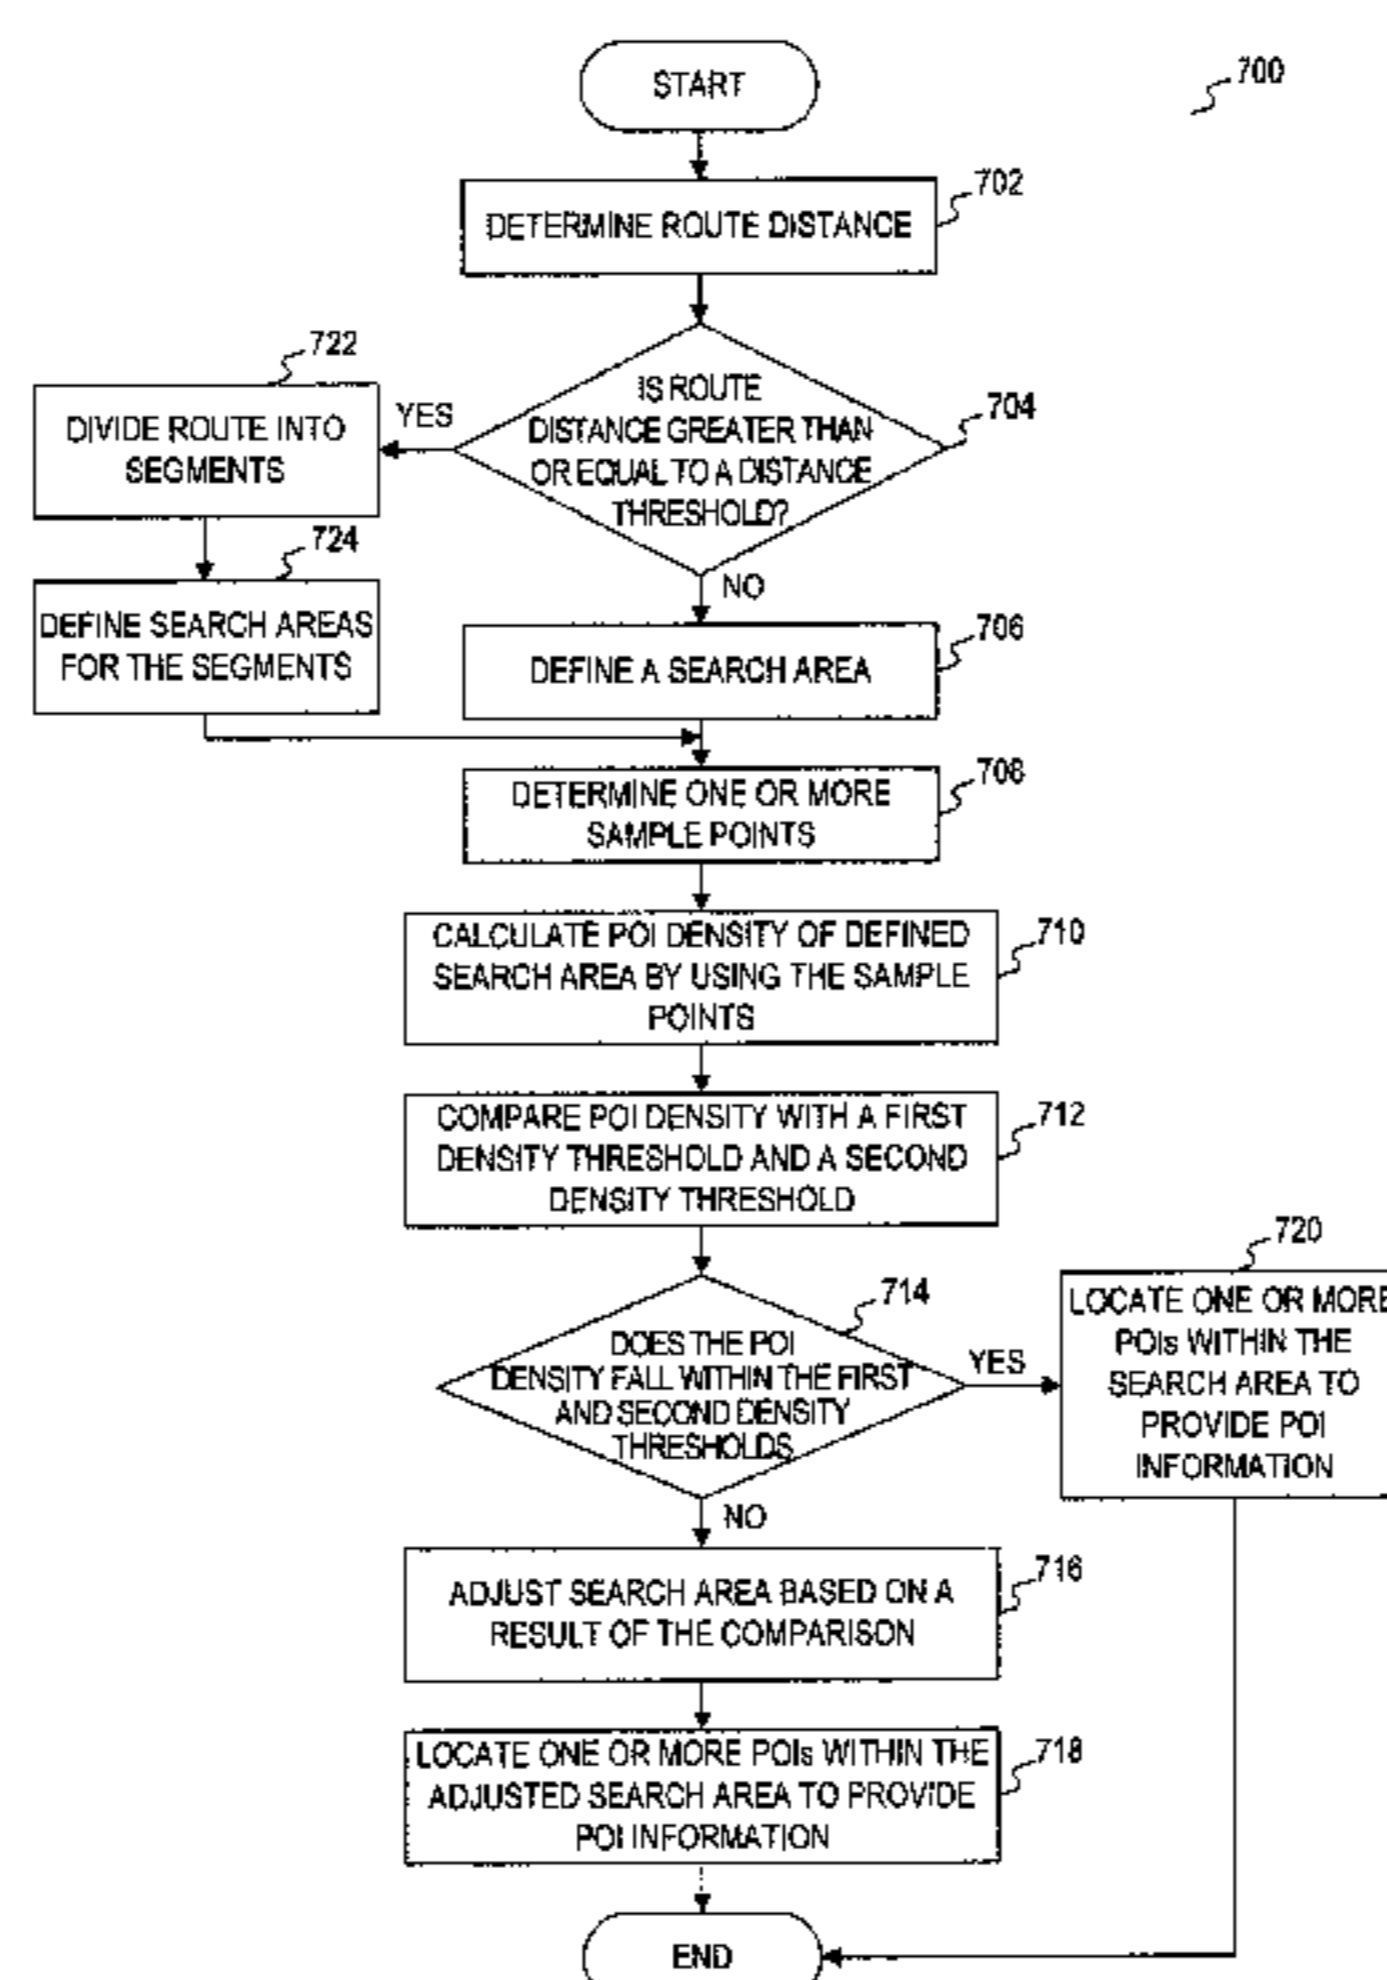 START
700
702
DETERMINE ROUTE DISTANCE
722
DIVIDE ROUTE INTO
SEGMENTS
YES
IS ROUTE
DISTANCE GREATER THAN
OR EQUAL TO A DISTANCE
THRESHOLD?
704
724
NO
DEFINE SEARCH AREAS
FOR THE SEGMENTS
706
DEFINE A SEARCH AREA
708
DETERMINE ONE OR MORE
SAMPLE POINTS
710
CALCULATE POI DENSITY OF DEFINED
SEARCH AREA BY USING THE SAMPLE
POINTS
712
COMPARE POI DENSITY WITH A FIRST
DENSITY THRESHOLD AND A SECOND
DENSITY THRESHOLD
714
DOES THE POI
DENSITY FALL WITHIN THE FIRST
AND SECOND DENSITY
THRESHOLDS
YES
720
LOCATE ONE OR MORE
POIs WITHIN THE
SEARCH AREA TO
PROVIDE POI
INFORMATION
NO
716
ADJUST SEARCH AREA BASED ON A
RESULT OF THE COMPARISON
718
LOCATE ONE OR MORE POIs WITHIN THE
ADJUSTED SEARCH AREA TO PROVIDE
POI INFORMATION
END